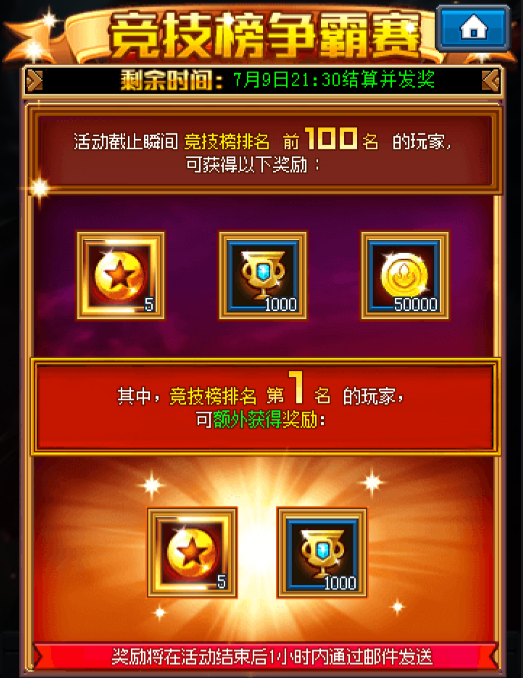 竞技榜争霸赛
剩余时间：7月9日21:30结算并发奖
活动截止瞬间 竞技榜排名 前100名 的玩家，
可获得以下奖励：
5
1000
50000
其中，竞技榜排名 第1名 的玩家，
可额外获得奖励：
5
1000
奖励将在活动结束后1小时内通过邮件发送